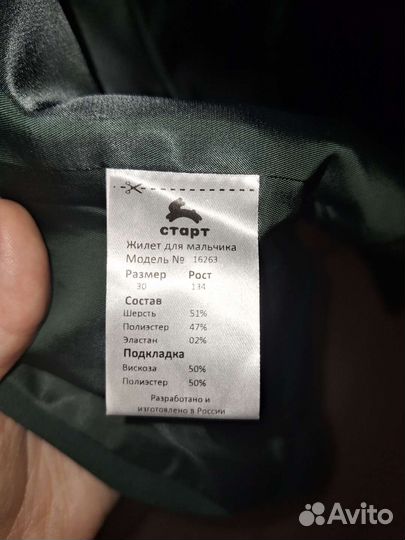 старт
Жилет для мальчика
Модель № 16263
Размер Рост
30 134
Состав
Шерсть 51%
Полиэстер 47%
Эластан 02%
Подкладка
Вискоза 50%
Полиэстер 50%
Разработано и
изготовлено в России
Avito